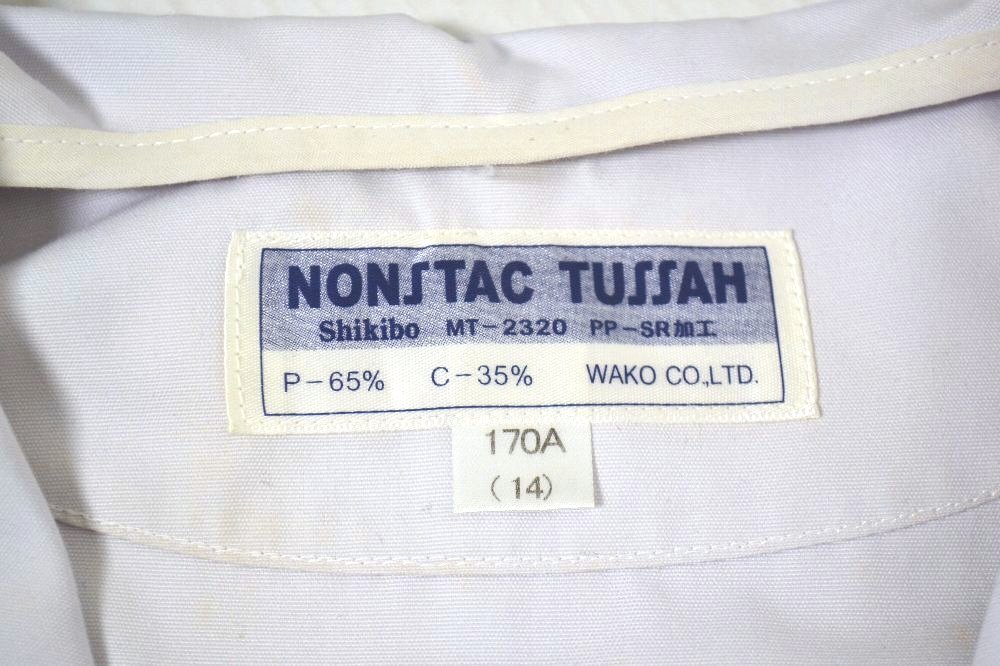 NONSTAC TUSSAH
Shikibo MT-2320 PP-SR加工
P-65% C-35% WAKO CO.,LTD.
170A
(14)